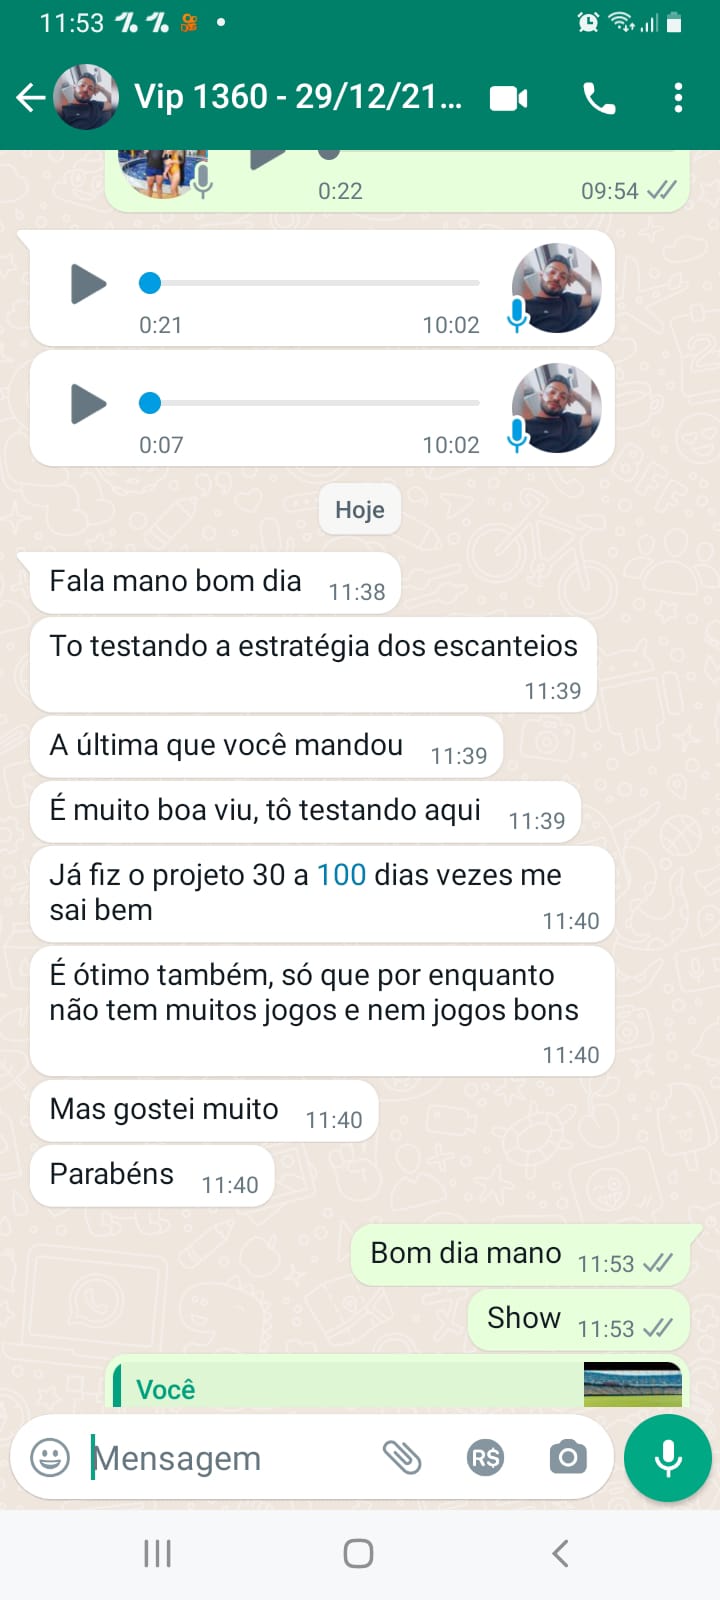 11:53
Vip 1360 - 29/12/21...
0:22 09:54
0:21 10:02
0:07 10:02
Hoje
Fala mano bom dia 11:38
To testando a estratégia dos escanteios
11:39
A última que você mandou 11:39
É muito boa viu, tô testando aqui 11:39
Já fiz o projeto 30 a 100 dias vezes me
sai bem
11:40
É ótimo também, só que por enquanto
não tem muitos jogos e nem jogos bons
11:40
Mas gostei muito 11:40
Parabéns 11:40
Bom dia mano 11:53
Show 11:53
Você
Mensagem R$